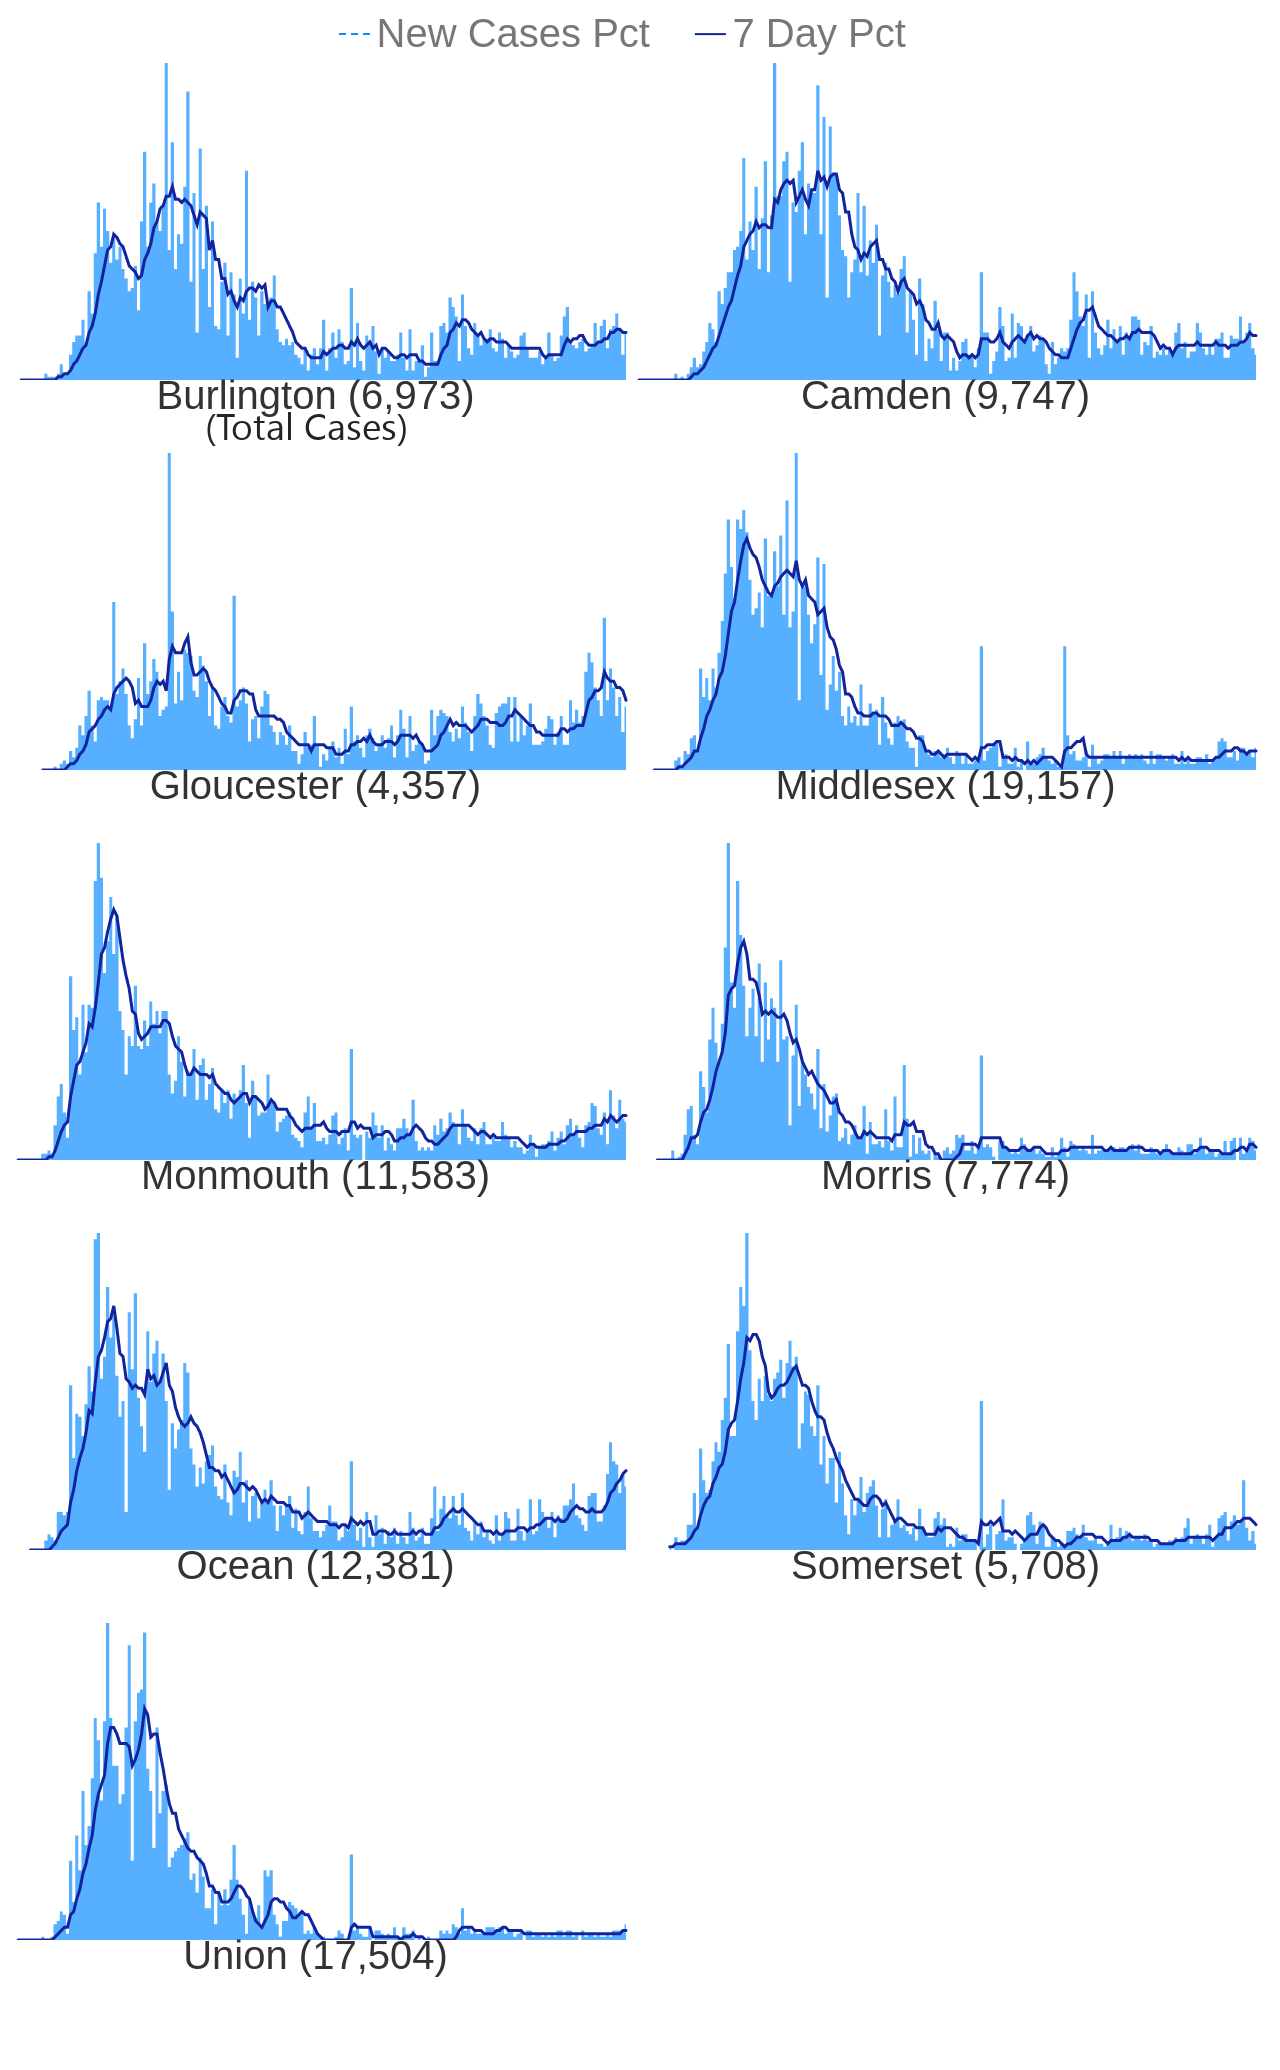 New Cases Pct 7 Day Pct
Burlington (6,973) Camden (9,747)
(Total Cases)
Gloucester (4,357) Middlesex (19,157)
Monmouth (11,583) Morris (7,774)
Ocean (12,381) Somerset (5,708)
Union (17,504)